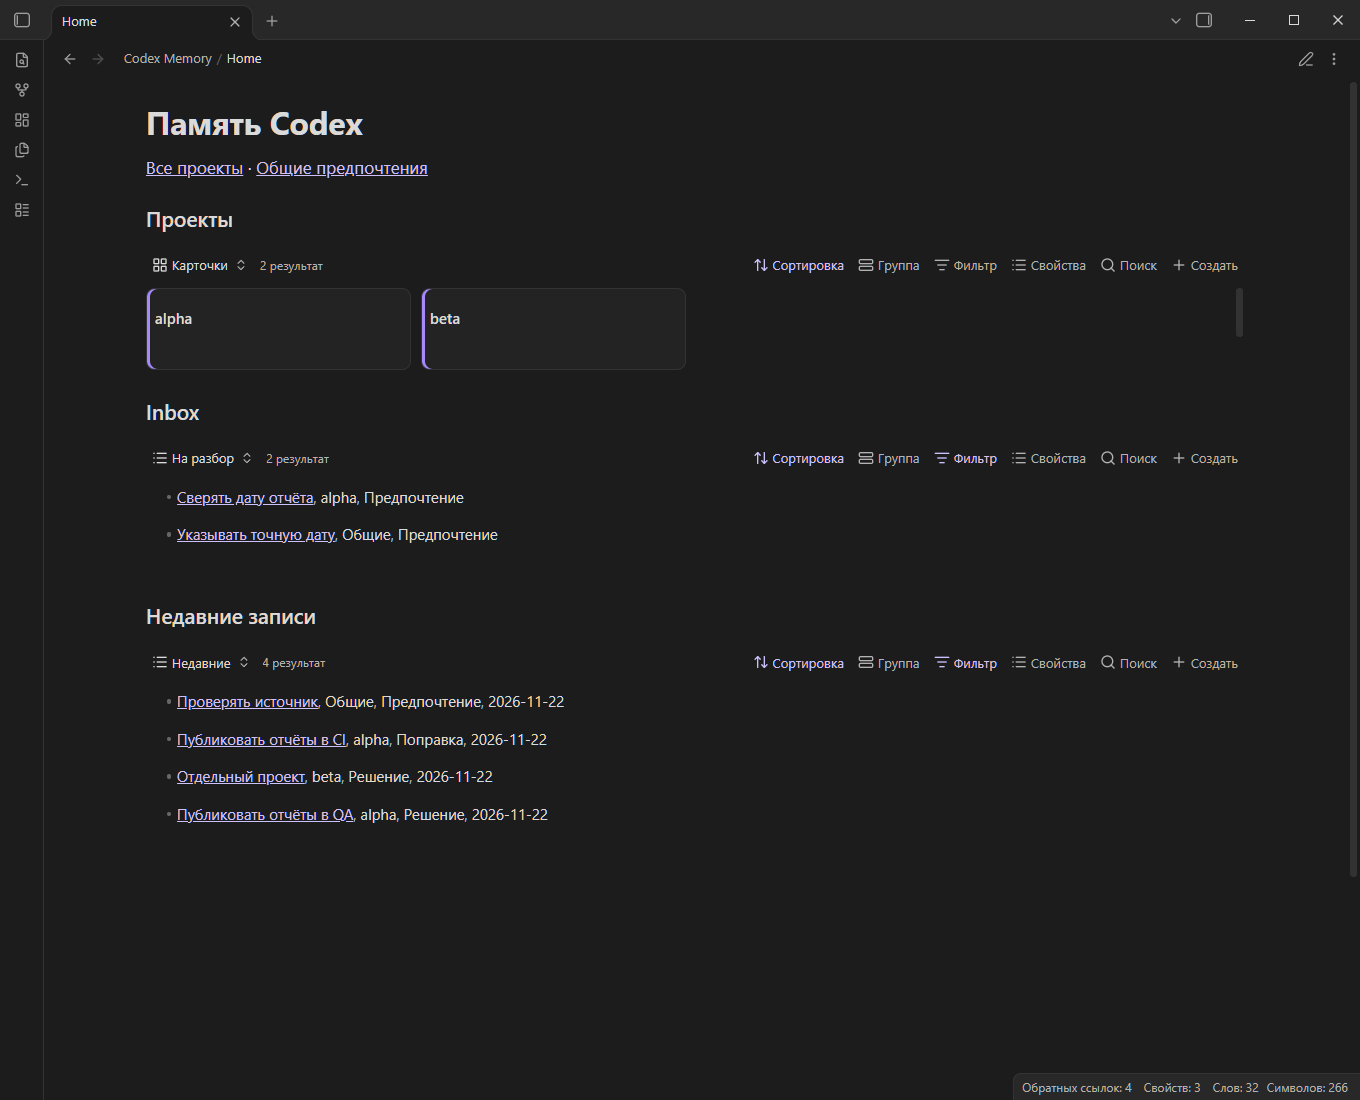 Home
Codex Memory / Home
Память Codex
Все проекты · Общие предпочтения
Проекты
Карточки 2 результат Сортировка Группа Фильтр Свойства Поиск Создать
alpha beta
Inbox
На разбор 2 результат Сортировка Группа Фильтр Свойства Поиск Создать
Сверять дату отчёта, alpha, Предпочтение
Указывать точную дату, Общие, Предпочтение
Недавние записи
Недавние 4 результат Сортировка Группа Фильтр Свойства Поиск Создать
Проверять источник, Общие, Предпочтение, 2026-11-22
Публиковать отчёты в CI, alpha, Поправка, 2026-11-22
Отдельный проект, beta, Решение, 2026-11-22
Публиковать отчёты в QA, alpha, Решение, 2026-11-22
Обратных ссылок: 4 Свойств: 3 Слов: 32 Символов: 266